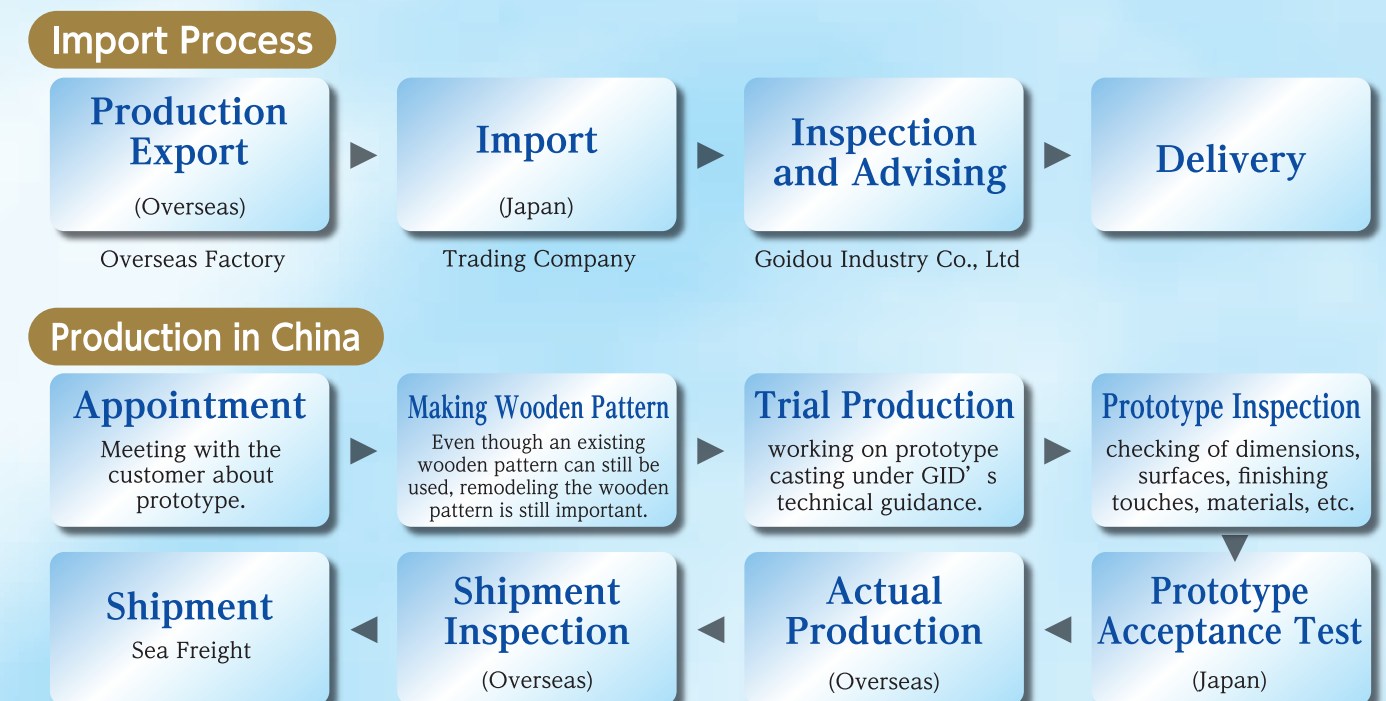 Import Process
Production
Export
(Overseas)
Overseas Factory
Import
(Japan)
Trading Company
Inspection
and Advising
Goidou Industry Co., Ltd
Delivery
Production in China
Appointment
Meeting with the
customer about
prototype.
Making Wooden Pattern
Even though an existing
wooden pattern can still be
used, remodeling the wooden
pattern is still important.
Trial Production
working on prototype
casting under GID’ s
technical guidance.
Prototype Inspection
checking of dimensions,
surfaces, finishing
touches, materials, etc.
Prototype
Acceptance Test
(Japan)
Actual
Production
(Overseas)
Shipment
Inspection
(Overseas)
Shipment
Sea Freight